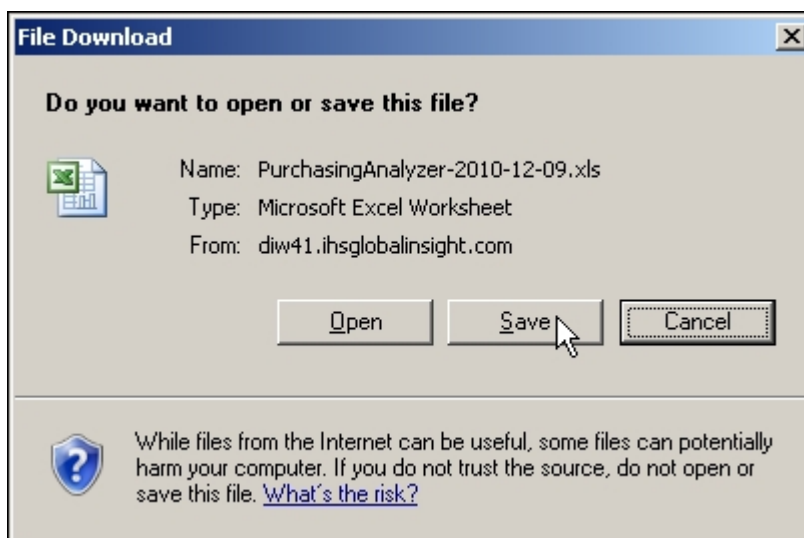 File Download
Do you want to open or save this file?
Name: PurchasingAnalyzer-2010-12-09.xls
Type: Microsoft Excel Worksheet
From: diw41.ihsglobalinsight.com
Open Save Cancel
While files from the Internet can be useful, some files can potentially
harm your computer. If you do not trust the source, do not open or
save this file. What's the risk?